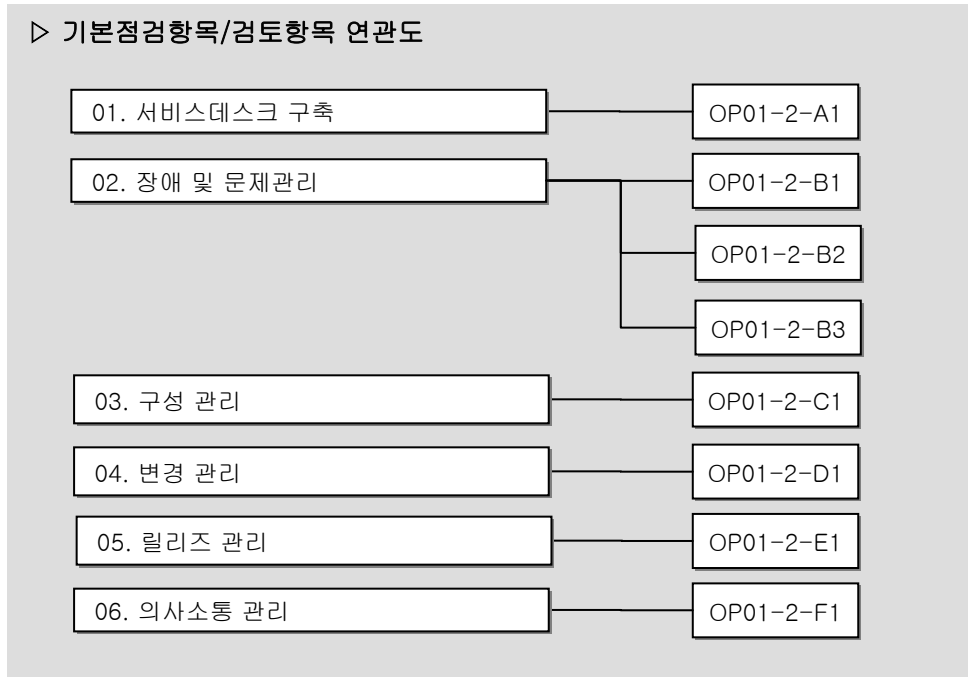 ▷ 기본점검항목/검토항목 연관도
01. 서비스데스크 구축
OP01-2-A1
02. 장애 및 문제관리
OP01-2-B1
OP01-2-B2
OP01-2-B3
03. 구성 관리
OP01-2-C1
04. 변경 관리
OP01-2-D1
05. 릴리즈 관리
OP01-2-E1
06. 의사소통 관리
OP01-2-F1